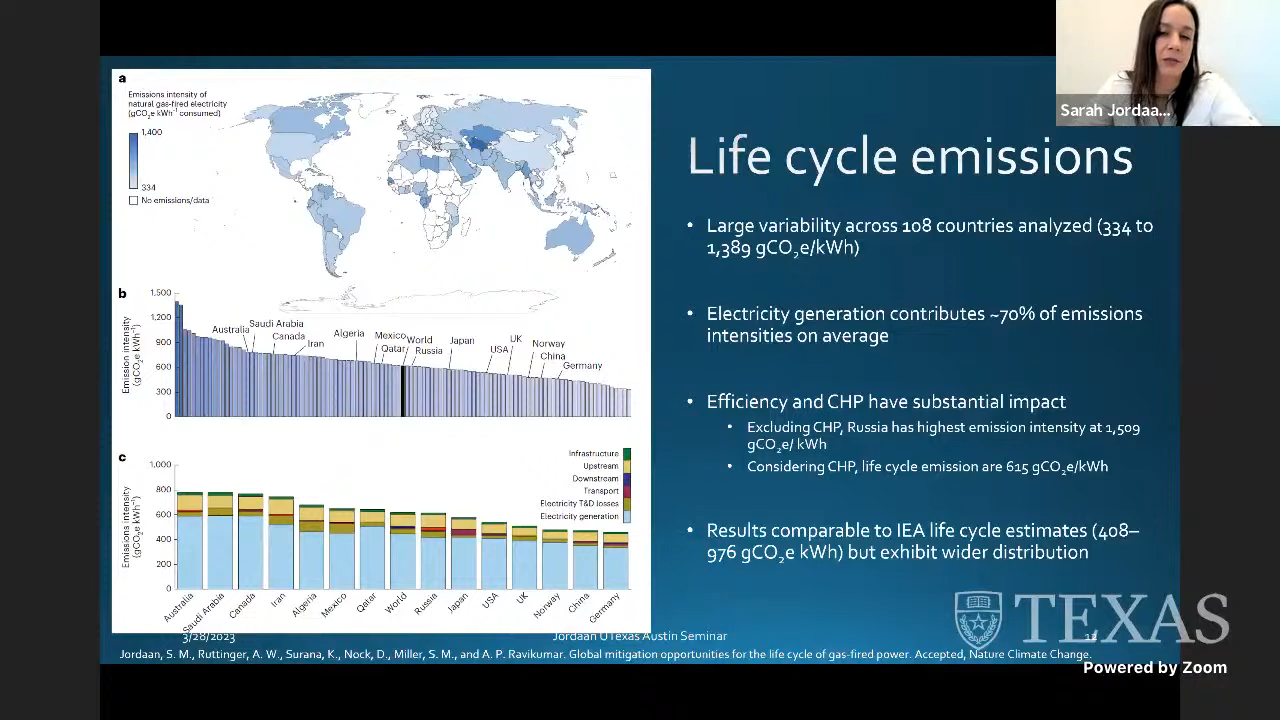 Sarah Jordaa...
a
Emissions intensity of
natural gas-fired electricity
(gCO₂e kWh⁻¹ consumed)
1,400
334
No emissions/data
b
Emission intensity
(gCO₂e kWh⁻¹)
1,500
1,200
900
600
300
0
Australia
Saudi Arabia
Canada
Iran
Algeria
Mexico
Qatar
World
Russia
Japan
USA
UK
Norway
China
Germany
c
Emissions intensity
(gCO₂e kWh⁻¹)
1,000
800
600
400
200
0
Infrastructure
Upstream
Downstream
Transport
Electricity T&D losses
Electricity generation
Australia
Saudi Arabia
Canada
Iran
Algeria
Mexico
Qatar
World
Russia
Japan
USA
UK
Norway
China
Germany
Life cycle emissions
• Large variability across 108 countries analyzed (334 to
1,389 gCO₂e/kWh)
• Electricity generation contributes ~70% of emissions
intensities on average
• Efficiency and CHP have substantial impact
• Excluding CHP, Russia has highest emission intensity at 1,509
gCO₂e/ kWh
• Considering CHP, life cycle emission are 615 gCO₂e/kWh
• Results comparable to IEA life cycle estimates (408–
976 gCO₂e kWh) but exhibit wider distribution
TEXAS
3/28/2023
Jordaan UTexas Austin Seminar
12
Jordaan, S. M., Ruttinger, A. W., Surana, K., Nock, D., Miller, S. M., and A. P. Ravikumar. Global mitigation opportunities for the life cycle of gas-fired power. Accepted, Nature Climate Change.
Powered by Zoom